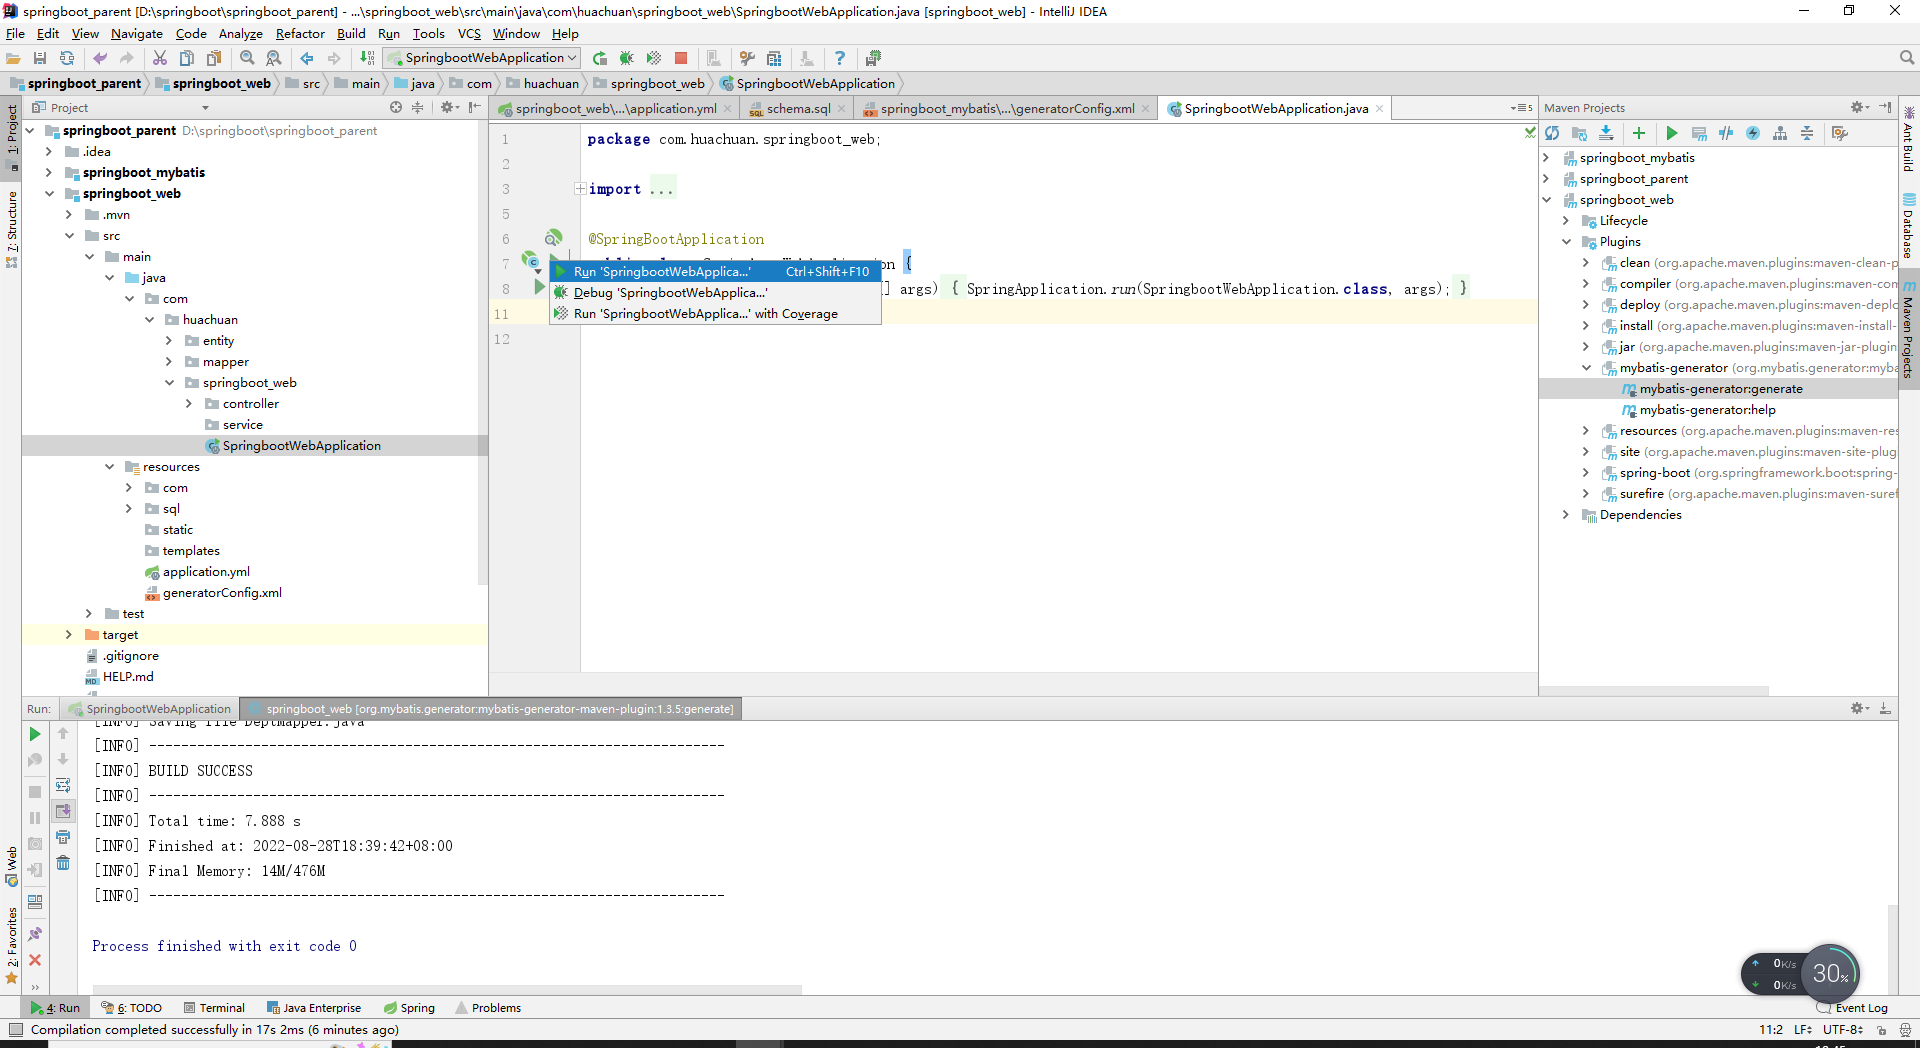 springboot_parent [D:\springboot\springboot_parent] - ...\springboot_web\src\main\java\com\huachuan\springboot_web\SpringbootWebApplication.java [springboot_web] - IntelliJ IDEA
File Edit View Navigate Code Analyze Refactor Build Run Tools VCS Window Help
SpringbootWebApplication
springboot_parent springboot_web src main java com huachuan springboot_web SpringbootWebApplication
Project
springboot_web\...\application.yml schema.sql springboot_mybatis\...\generatorConfig.xml SpringbootWebApplication.java
5
Maven Projects
1: Project
7: Structure
Web
2: Favorites
springboot_parent D:\springboot\springboot_parent
.idea
springboot_mybatis
springboot_web
.mvn
src
main
java
com
huachuan
entity
mapper
springboot_web
controller
service
SpringbootWebApplication
resources
com
sql
static
templates
application.yml
generatorConfig.xml
test
target
.gitignore
HELP.md
1 package com.huachuan.springboot_web;
2
3 import ...
5
6 @SpringBootApplication
7 {
8 args) { SpringApplication.run(SpringbootWebApplication.class, args); }
11
12
Run 'SpringbootWebApplica...' Ctrl+Shift+F10
Debug 'SpringbootWebApplica...'
Run 'SpringbootWebApplica...' with Coverage
springboot_mybatis
springboot_parent
springboot_web
Lifecycle
Plugins
clean (org.apache.maven.plugins:maven-clean-p
compiler (org.apache.maven.plugins:maven-com
deploy (org.apache.maven.plugins:maven-deplo
install (org.apache.maven.plugins:maven-install-
jar (org.apache.maven.plugins:maven-jar-plugin
mybatis-generator (org.mybatis.generator:myba
mybatis-generator:generate
mybatis-generator:help
resources (org.apache.maven.plugins:maven-res
site (org.apache.maven.plugins:maven-site-plug
spring-boot (org.springframework.boot:spring-
surefire (org.apache.maven.plugins:maven-suref
Dependencies
Ant Build
Database
Maven Projects
Run: SpringbootWebApplication springboot_web [org.mybatis.generator:mybatis-generator-maven-plugin:1.3.5:generate]
[INFO] Saving file DeptMapper.java
[INFO] ------------------------------------------------------------------------
[INFO] BUILD SUCCESS
[INFO] ------------------------------------------------------------------------
[INFO] Total time: 7.888 s
[INFO] Finished at: 2022-08-28T18:39:42+08:00
[INFO] Final Memory: 14M/476M
[INFO] ------------------------------------------------------------------------
Process finished with exit code 0
0K/s
0K/s
30%
4: Run 6: TODO Terminal Java Enterprise Spring Problems Event Log
Compilation completed successfully in 17s 2ms (6 minutes ago) 11:2 LF UTF-8